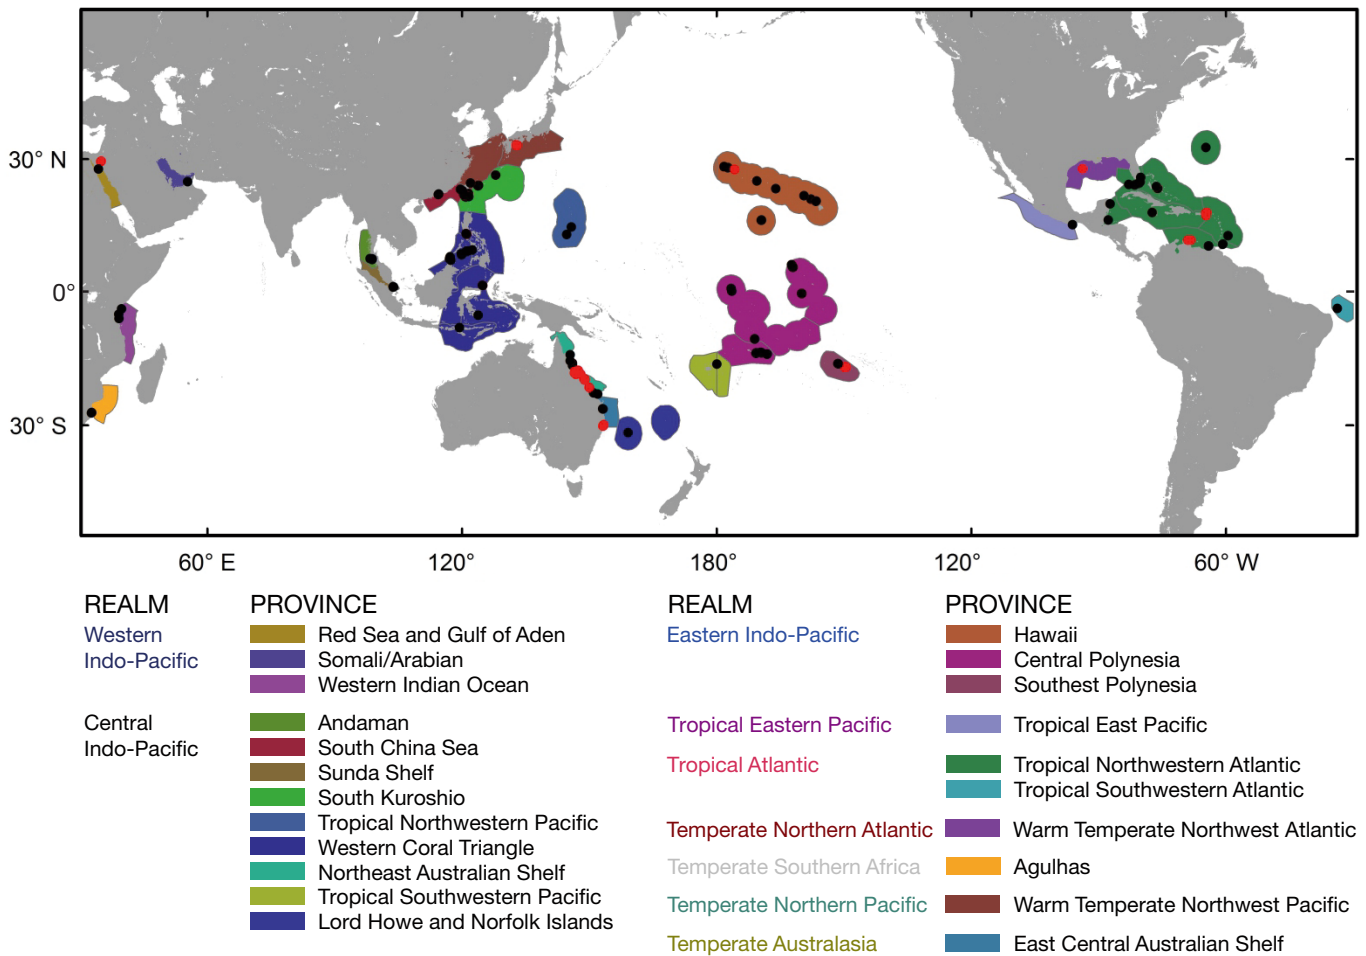 30° N
0°
30° S
60° E
120°
180°
120°
60° W
REALM
PROVINCE
Western
Indo-Pacific
Red Sea and Gulf of Aden
Somali/Arabian
Western Indian Ocean
Central
Indo-Pacific
Andaman
South China Sea
Sunda Shelf
South Kuroshio
Tropical Northwestern Pacific
Western Coral Triangle
Northeast Australian Shelf
Tropical Southwestern Pacific
Lord Howe and Norfolk Islands
REALM
PROVINCE
Eastern Indo-Pacific
Hawaii
Central Polynesia
Southest Polynesia
Tropical Eastern Pacific
Tropical East Pacific
Tropical Atlantic
Tropical Northwestern Atlantic
Tropical Southwestern Atlantic
Temperate Northern Atlantic
Warm Temperate Northwest Atlantic
Temperate Southern Africa
Agulhas
Temperate Northern Pacific
Warm Temperate Northwest Pacific
Temperate Australasia
East Central Australian Shelf